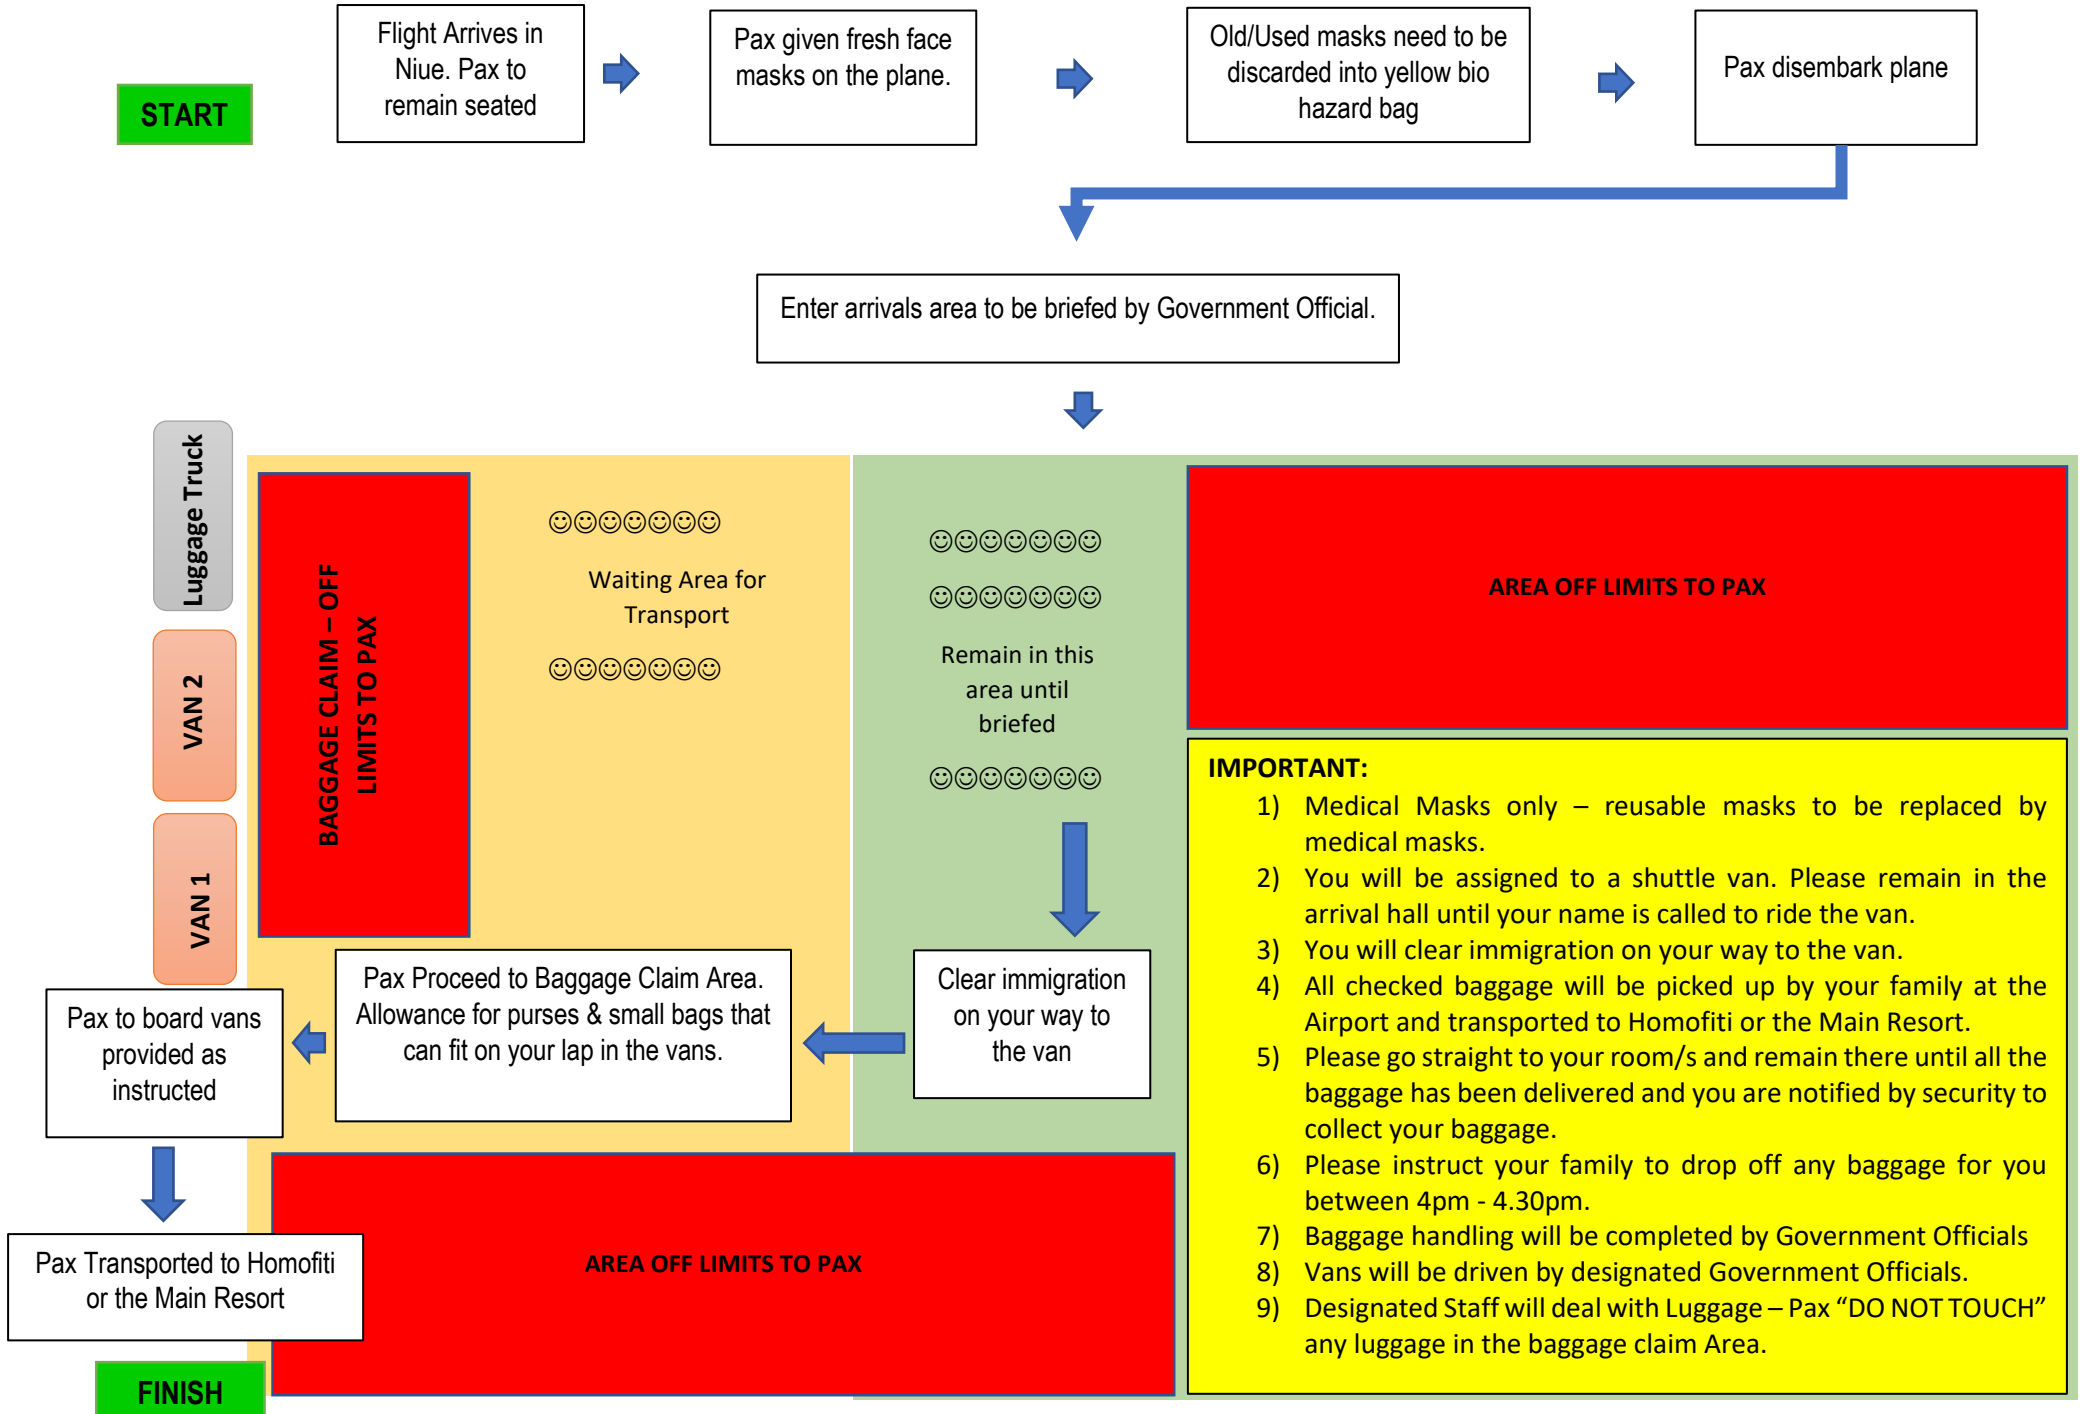 START
Flight Arrives in
Niue. Pax to
remain seated
Pax given fresh face
masks on the plane.
Old/Used masks need to be
discarded into yellow bio
hazard bag
Pax disembark plane
Enter arrivals area to be briefed by Government Official.
Luggage Truck
VAN 2
VAN 1
BAGGAGE CLAIM – OFF
LIMITS TO PAX
☺☺☺☺☺☺☺
Waiting Area for
Transport
☺☺☺☺☺☺☺
☺☺☺☺☺☺☺
☺☺☺☺☺☺☺
Remain in this
area until
briefed
☺☺☺☺☺☺☺
AREA OFF LIMITS TO PAX
Clear immigration
on your way to
the van
Pax Proceed to Baggage Claim Area.
Allowance for purses & small bags that
can fit on your lap in the vans.
Pax to board vans
provided as
instructed
Pax Transported to Homofiti
or the Main Resort
FINISH
AREA OFF LIMITS TO PAX
IMPORTANT:
1) Medical Masks only – reusable masks to be replaced by
medical masks.
2) You will be assigned to a shuttle van. Please remain in the
arrival hall until your name is called to ride the van.
3) You will clear immigration on your way to the van.
4) All checked baggage will be picked up by your family at the
Airport and transported to Homofiti or the Main Resort.
5) Please go straight to your room/s and remain there until all the
baggage has been delivered and you are notified by security to
collect your baggage.
6) Please instruct your family to drop off any baggage for you
between 4pm - 4.30pm.
7) Baggage handling will be completed by Government Officials
8) Vans will be driven by designated Government Officials.
9) Designated Staff will deal with Luggage – Pax “DO NOT TOUCH”
any luggage in the baggage claim Area.